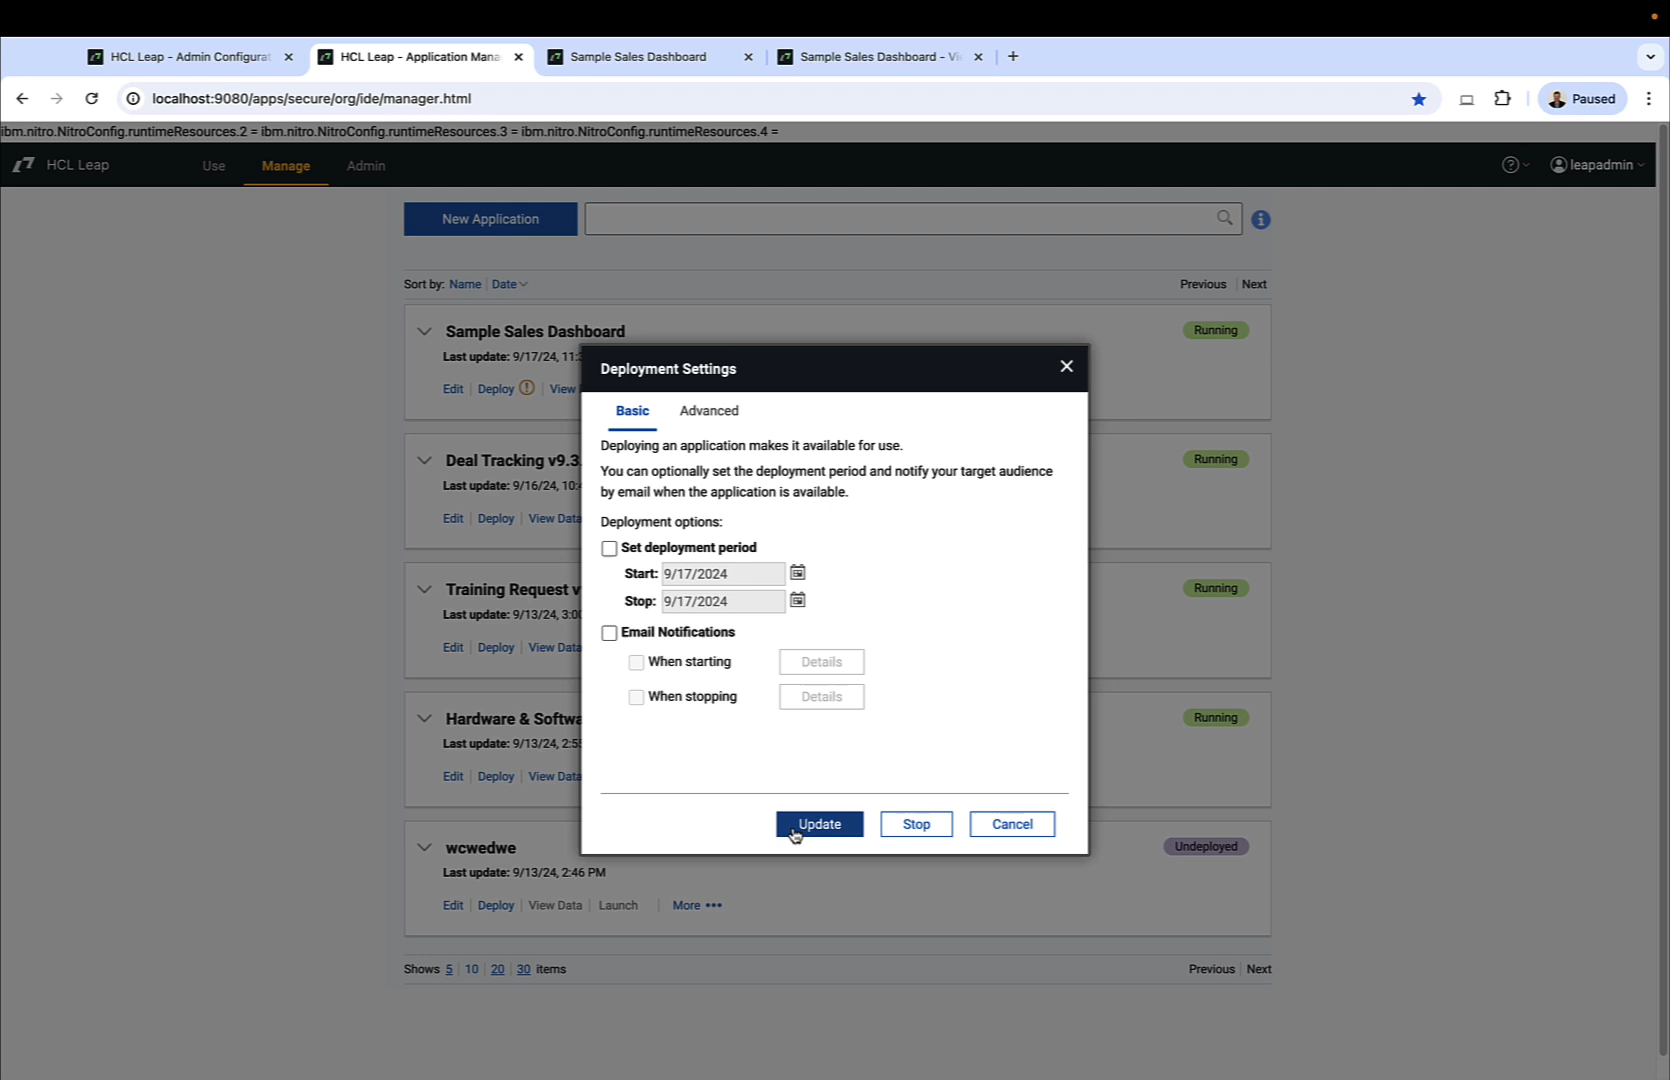 HCL Leap - Admin Configurat
HCL Leap - Application Mana
Sample Sales Dashboard
Sample Sales Dashboard - Vi
localhost:9080/apps/secure/org/ide/manager.html
Paused
ibm.nitro.NitroConfig.runtimeResources.2 = ibm.nitro.NitroConfig.runtimeResources.3 = ibm.nitro.NitroConfig.runtimeResources.4 =
HCL Leap
Use
Manage
Admin
leapadmin
New Application
Sort by: Name | Date
Previous | Next
Sample Sales Dashboard
Running
Last update: 9/17/24, 11:3
Edit | Deploy | View
Deal Tracking v9.3.
Running
Last update: 9/16/24, 10:4
Edit | Deploy | View Data
Training Request v
Running
Last update: 9/13/24, 3:00
Edit | Deploy | View Data
Hardware & Softwa
Running
Last update: 9/13/24, 2:55
Edit | Deploy | View Data
wcwedwe
Undeployed
Last update: 9/13/24, 2:46 PM
Edit | Deploy | View Data | Launch | More •••
Shows 5 | 10 | 20 | 30 items
Previous | Next
Deployment Settings
Basic
Advanced
Deploying an application makes it available for use.
You can optionally set the deployment period and notify your target audience
by email when the application is available.
Deployment options:
Set deployment period
Start: 9/17/2024
Stop: 9/17/2024
Email Notifications
When starting
Details
When stopping
Details
Update
Stop
Cancel